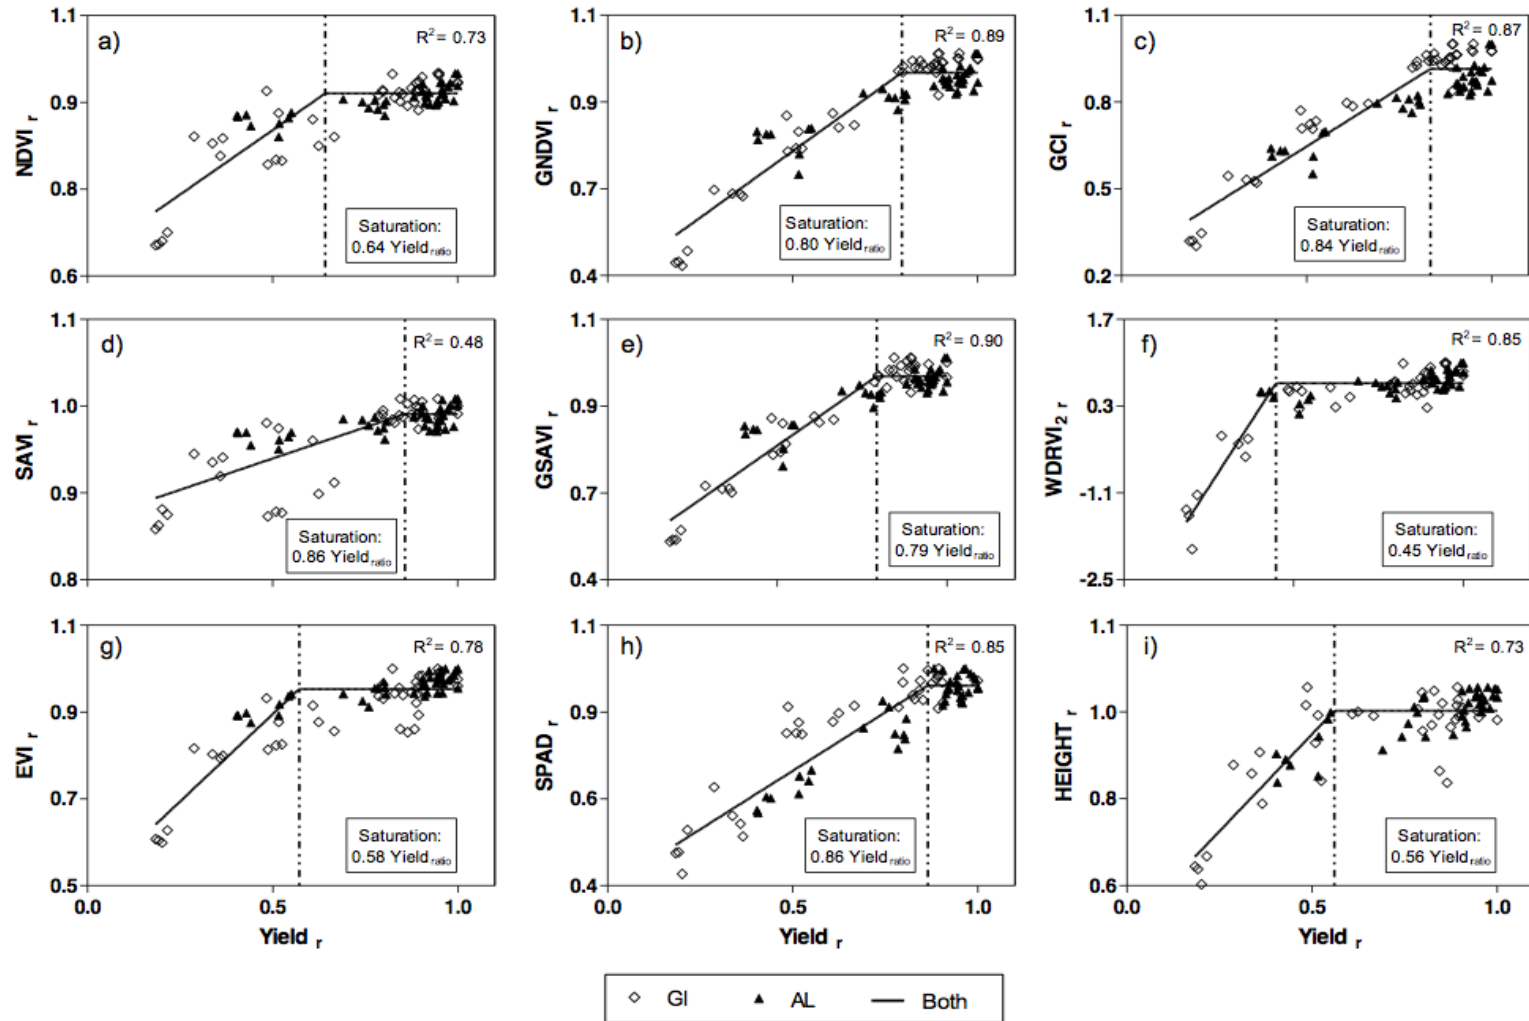 a)
R² = 0.73
1.1
0.9
0.8
0.6
NDVI r
Saturation:
0.64 Yield ratio
b)
R² = 0.89
1.1
0.9
0.7
0.4
GNDVI r
Saturation:
0.80 Yield ratio
c)
R² = 0.87
1.1
0.8
0.5
0.2
GCI r
Saturation:
0.84 Yield ratio
d)
R² = 0.48
1.1
1.0
0.9
0.8
SAVI r
Saturation:
0.86 Yield ratio
e)
R² = 0.90
1.1
0.9
0.7
0.4
GSAVI r
Saturation:
0.79 Yield ratio
f)
R² = 0.85
1.7
0.3
-1.1
-2.5
WDRVI₂ r
Saturation:
0.45 Yield ratio
g)
R² = 0.78
1.1
0.9
0.7
0.5
EVI r
Saturation:
0.58 Yield ratio
0.0 0.5 1.0
Yield r
h)
R² = 0.85
1.1
0.9
0.6
0.4
SPAD r
Saturation:
0.86 Yield ratio
0.0 0.5 1.0
Yield r
i)
R² = 0.73
1.1
1.0
0.8
0.6
HEIGHT r
Saturation:
0.56 Yield ratio
0.0 0.5 1.0
Yield r
GI AL Both